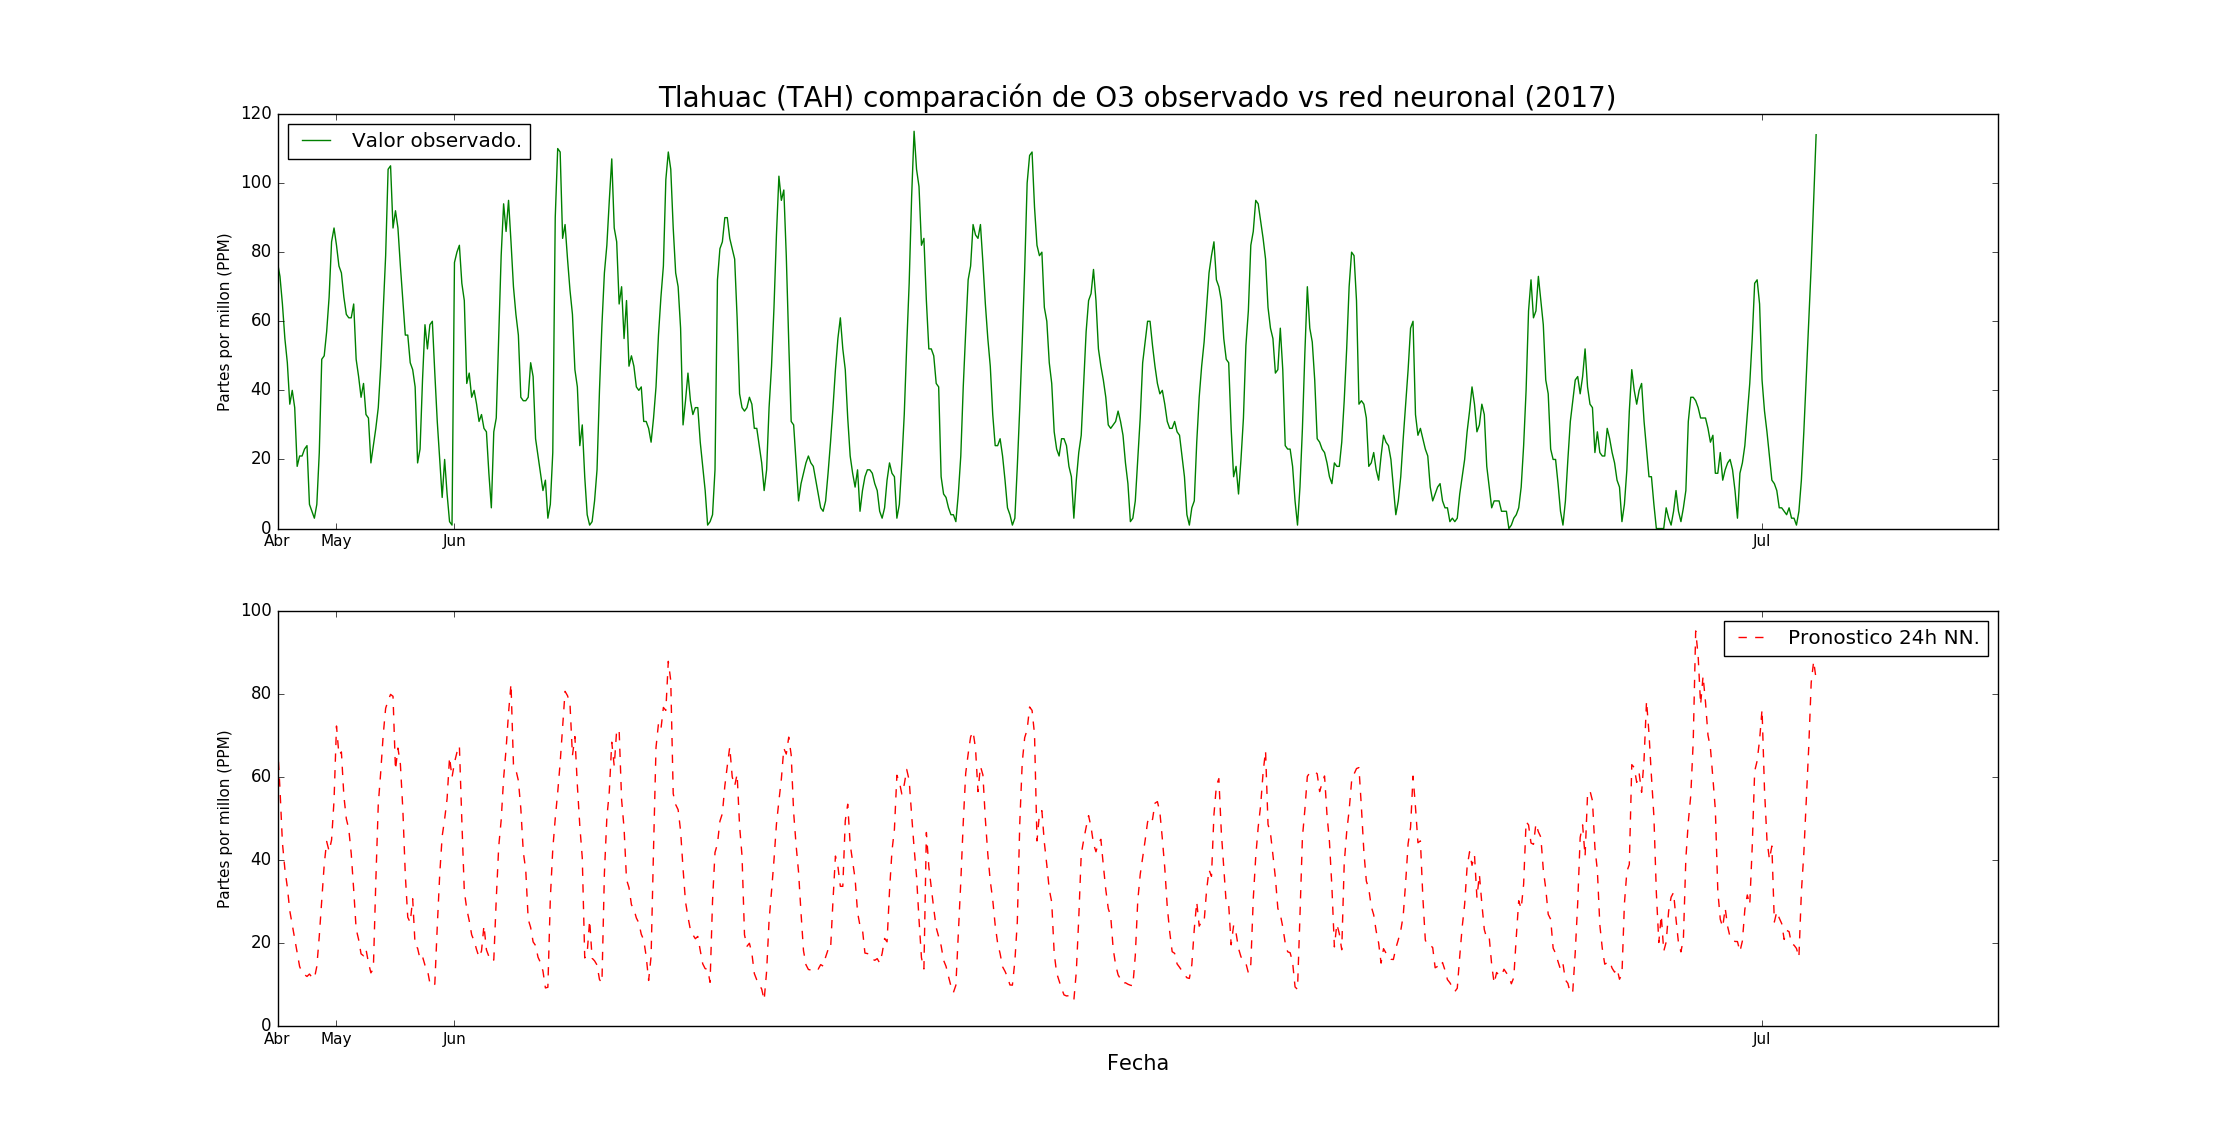 Tlahuac (TAH) comparación de O3 observado vs red neuronal (2017)
120
100
80
60
40
20
0
Partes por millon (PPM)
Valor observado.
Abr May Jun Jul
100
80
60
40
20
0
Partes por millon (PPM)
Pronostico 24h NN.
Abr May Jun Jul
Fecha